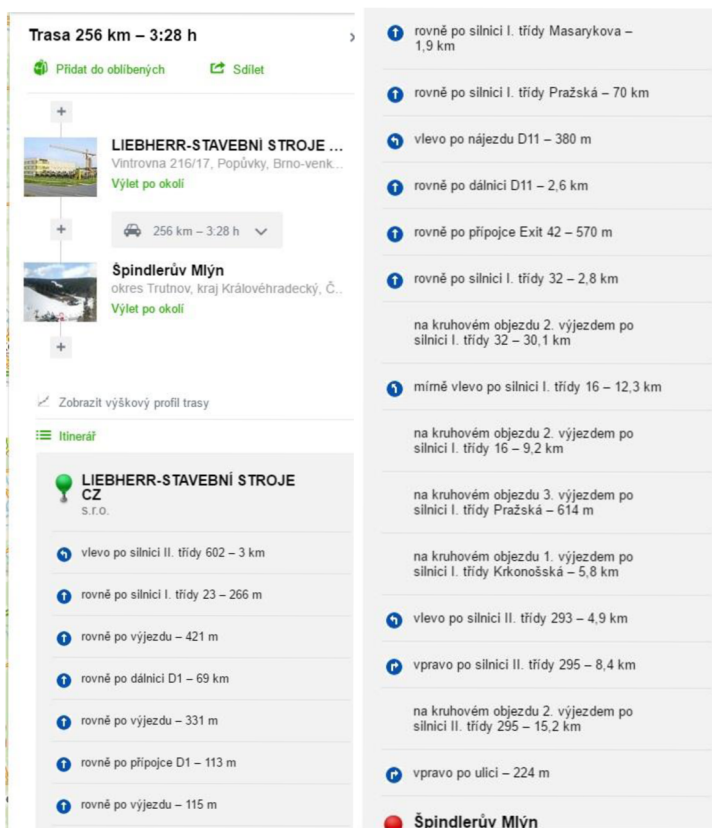 Trasa 256 km – 3:28 h
Přidat do oblíbených
Sdílet
LIEBHERR-STAVEBNÍ STROJE ...
Vintrovna 216/17, Popůvky, Brno-venk...
Výlet po okolí
256 km – 3:28 h
Špindlerův Mlýn
okres Trutnov, kraj Královéhradecký, Č..
Výlet po okolí
Zobrazit výškový profil trasy
Itinerář
LIEBHERR-STAVEBNÍ STROJE
CZ
s.r.o.
vlevo po silnici II. třídy 602 – 3 km
rovně po silnici I. třídy 23 – 266 m
rovně po výjezdu – 421 m
rovně po dálnici D1 – 69 km
rovně po výjezdu – 331 m
rovně po přípojce D1 – 113 m
rovně po výjezdu – 115 m
rovně po silnici I. třídy Masarykova –
1,9 km
rovně po silnici I. třídy Pražská – 70 km
vlevo po nájezdu D11 – 380 m
rovně po dálnici D11 – 2,6 km
rovně po přípojce Exit 42 – 570 m
rovně po silnici I. třídy 32 – 2,8 km
na kruhovém objezdu 2. výjezdem po
silnici I. třídy 32 – 30,1 km
mírně vlevo po silnici I. třídy 16 – 12,3 km
na kruhovém objezdu 2. výjezdem po
silnici I. třídy 16 – 9,2 km
na kruhovém objezdu 3. výjezdem po
silnici I. třídy Pražská – 614 m
na kruhovém objezdu 1. výjezdem po
silnici I. třídy Krkonošská – 5,8 km
vlevo po silnici II. třídy 293 – 4,9 km
vpravo po silnici II. třídy 295 – 8,4 km
na kruhovém objezdu 2. výjezdem po
silnici II. třídy 295 – 15,2 km
vpravo po ulici – 224 m
Špindlerův Mlýn